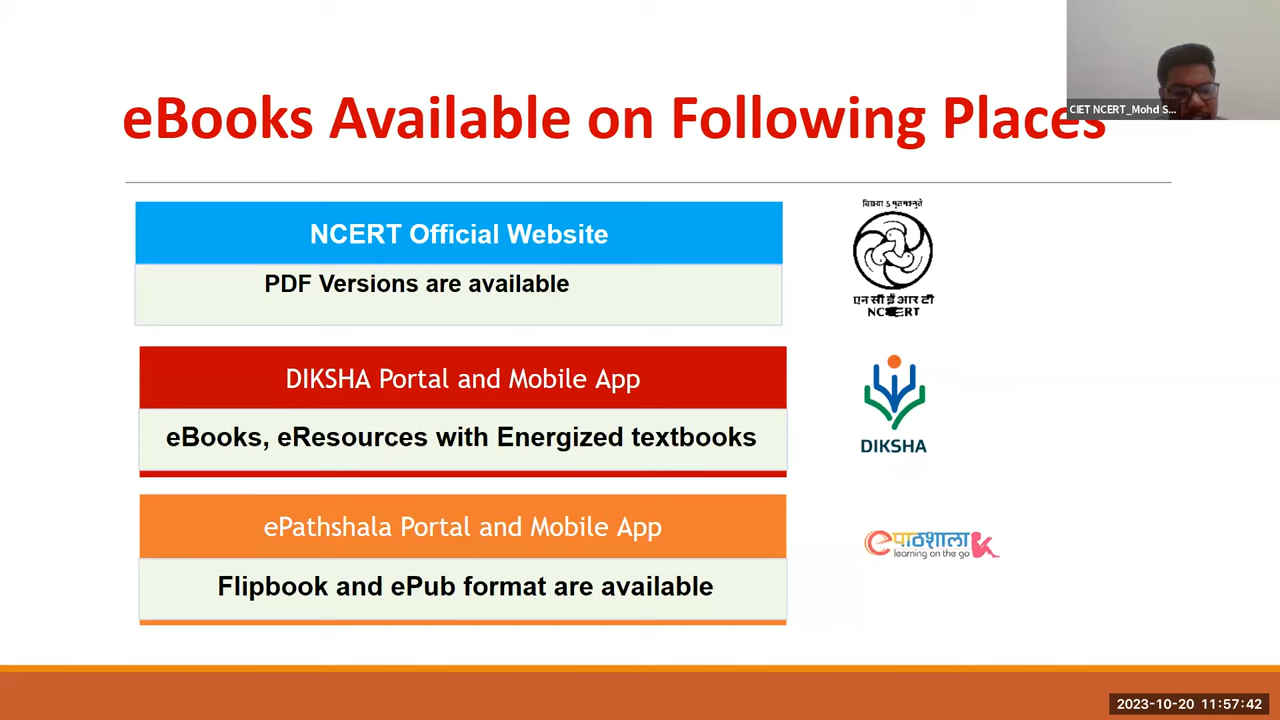 eBooks Available on Following Places
CIET NCERT_Mohd S...
NCERT Official Website
PDF Versions are available
एन सी ई आर टी
NCERT
DIKSHA Portal and Mobile App
eBooks, eResources with Energized textbooks
DIKSHA
ePathshala Portal and Mobile App
Flipbook and ePub format are available
eपाठशाला
learning on the go
2023-10-20 11:57:42